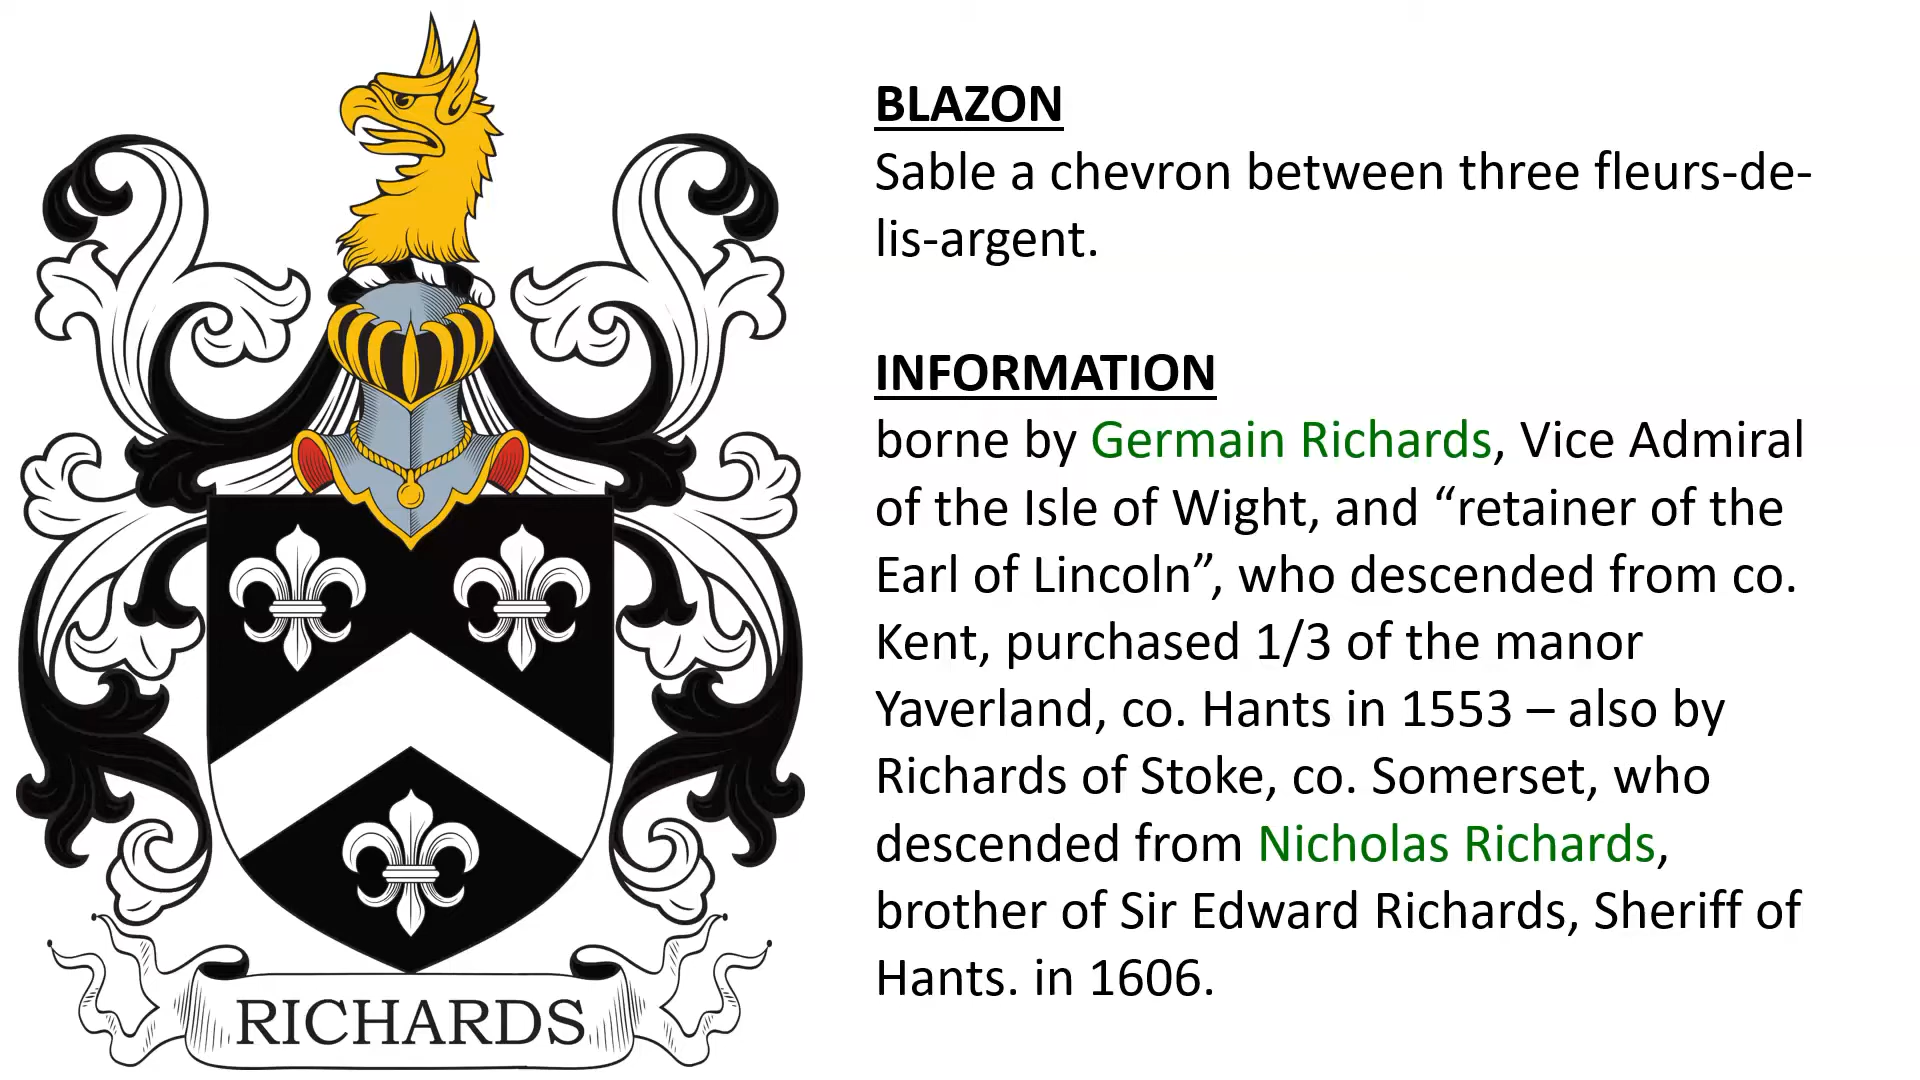 BLAZON
Sable a chevron between three fleurs-de-
lis-argent.
INFORMATION
borne by Germain Richards, Vice Admiral
of the Isle of Wight, and “retainer of the
Earl of Lincoln”, who descended from co.
Kent, purchased 1/3 of the manor
Yaverland, co. Hants in 1553 – also by
Richards of Stoke, co. Somerset, who
descended from Nicholas Richards,
brother of Sir Edward Richards, Sheriff of
Hants. in 1606.
RICHARDS